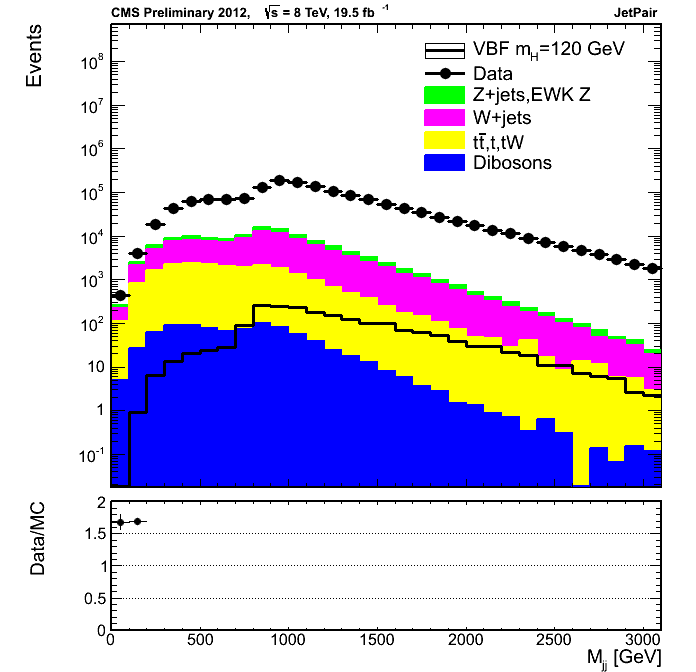 CMS Preliminary 2012, √s = 8 TeV, 19.5 fb⁻¹ JetPair
Events
VBF m_H=120 GeV
Data
Z+jets,EWK Z
W+jets
tt̅,t,tW
Dibosons
10⁸
10⁷
10⁶
10⁵
10⁴
10³
10²
10
1
10⁻¹
Data/MC
2
1.5
1
0.5
0
0 500 1000 1500 2000 2500 3000
M_jj [GeV]